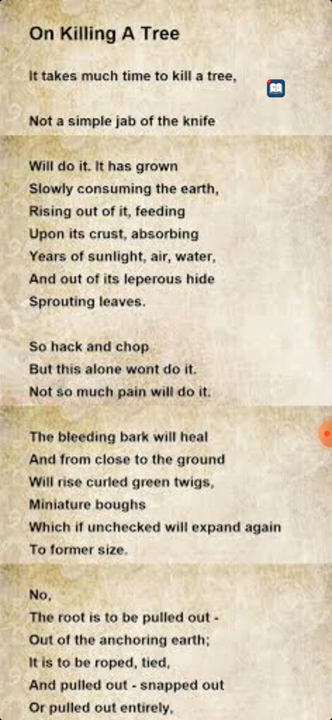 On Killing A Tree
It takes much time to kill a tree,
Not a simple jab of the knife
Will do it. It has grown
Slowly consuming the earth,
Rising out of it, feeding
Upon its crust, absorbing
Years of sunlight, air, water,
And out of its leperous hide
Sprouting leaves.
So hack and chop
But this alone wont do it.
Not so much pain will do it.
The bleeding bark will heal
And from close to the ground
Will rise curled green twigs,
Miniature boughs
Which if unchecked will expand again
To former size.
No,
The root is to be pulled out -
Out of the anchoring earth;
It is to be roped, tied,
And pulled out - snapped out
Or pulled out entirely,